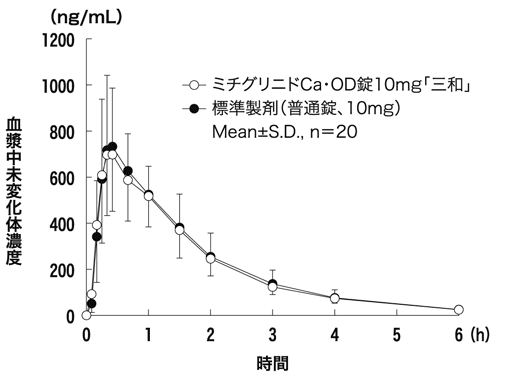 (ng/mL)
1200
1000
800
600
400
200
0
血漿中未変化体濃度
ミチグリニドCa・OD錠10mg「三和」
標準製剤(普通錠、10mg)
Mean±S.D., n=20
0 1 2 3 4 5 6 (h)
時間